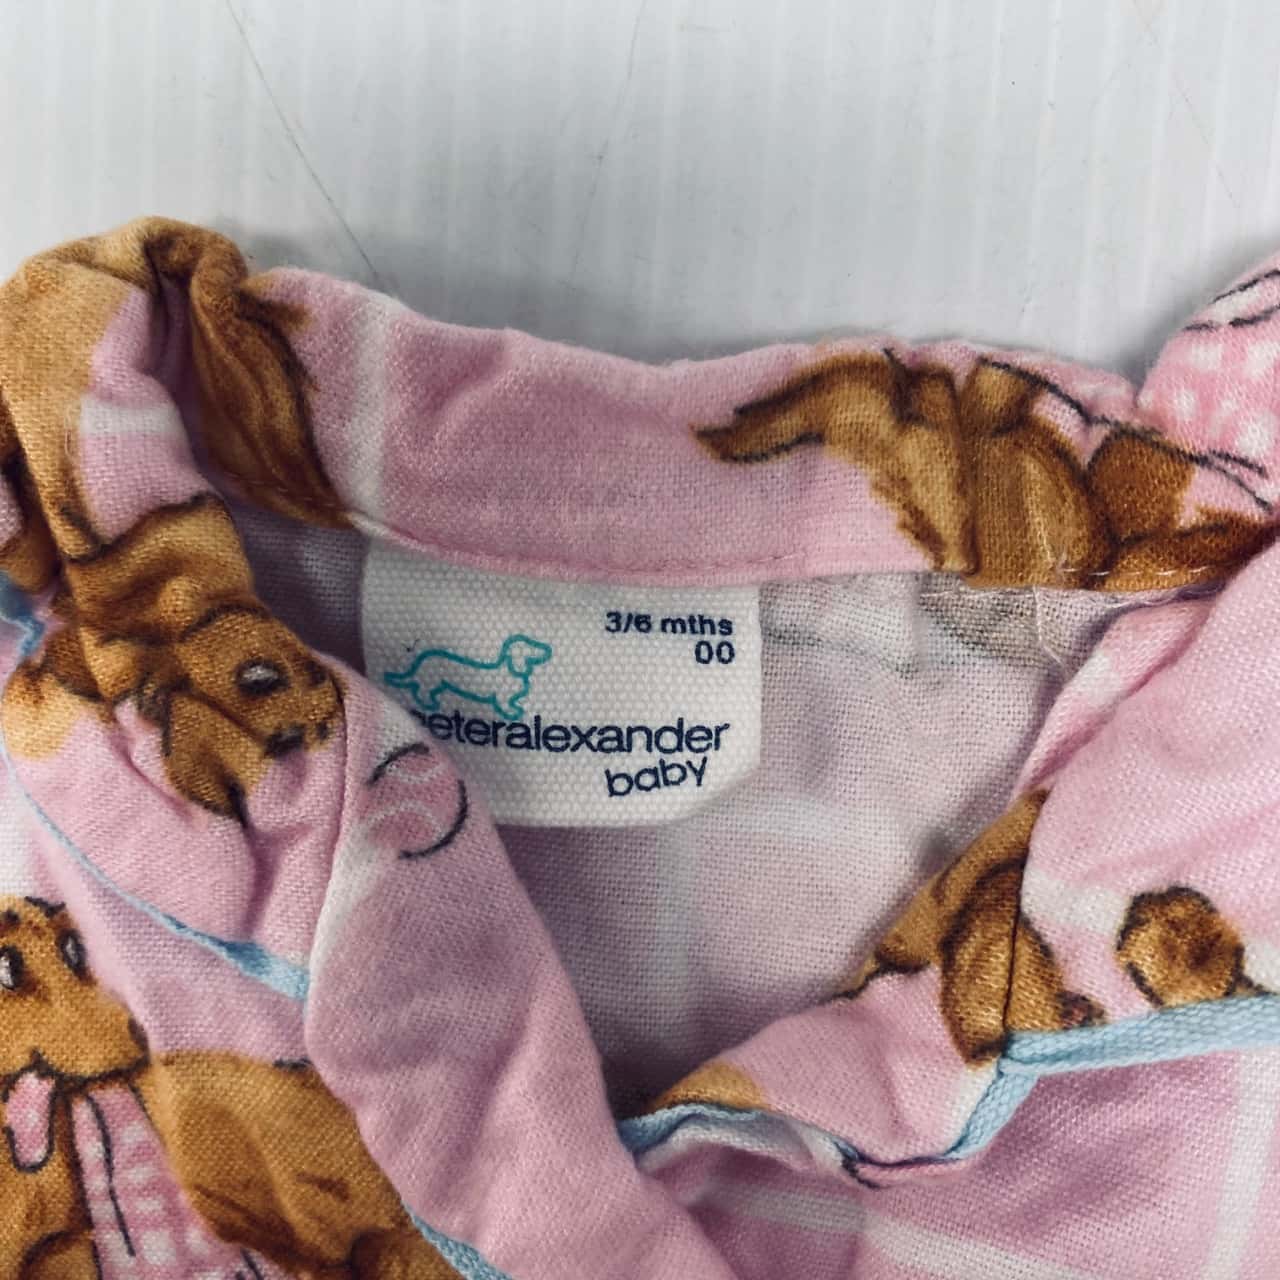 3/6 mths
00
peteralexander
baby